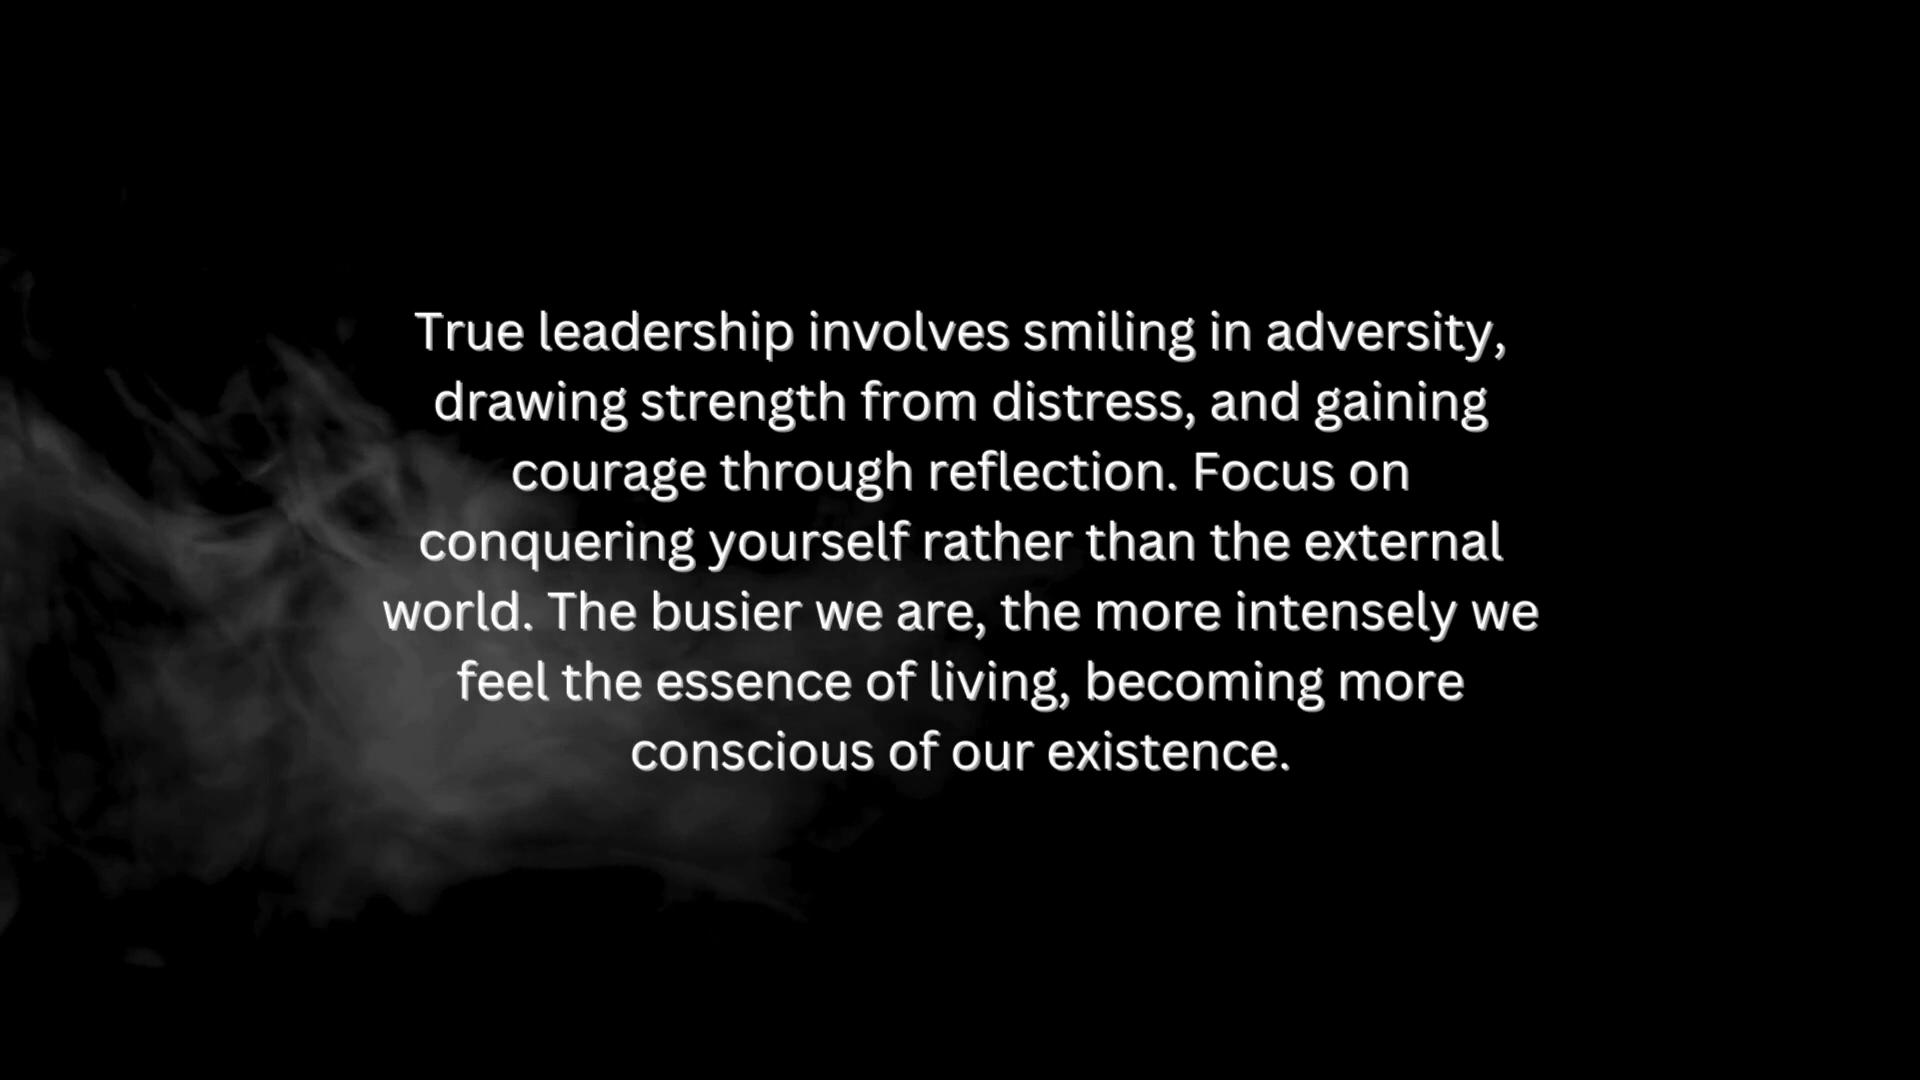 True leadership involves smiling in adversity,
drawing strength from distress, and gaining
courage through reflection. Focus on
conquering yourself rather than the external
world. The busier we are, the more intensely we
feel the essence of living, becoming more
conscious of our existence.